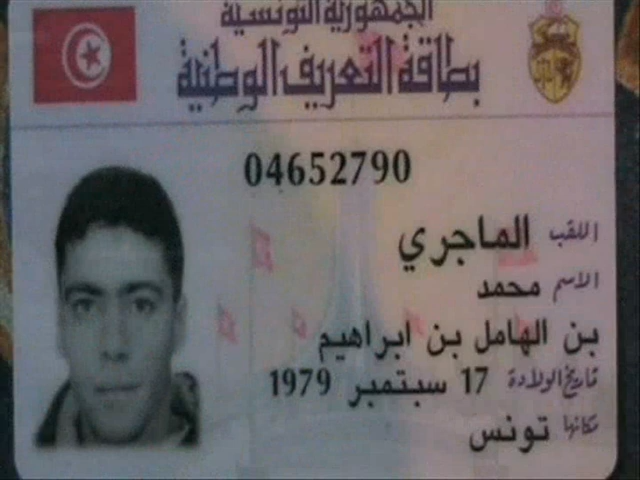 الجمهورية التونسية
بطاقة التعريف الوطنية
04652790
اللقب الماجري
الاسم محمد
بن الهامل بن ابراهيم
تاريخ الولادة 17 سبتمبر 1979
مكانها تونس